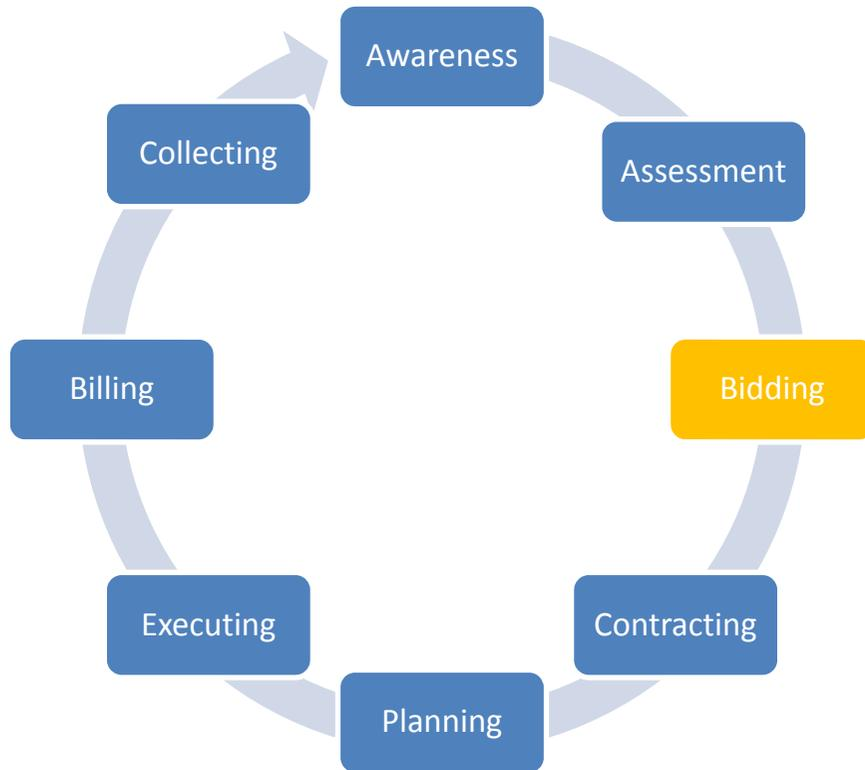 Awareness
Assessment
Bidding
Contracting
Planning
Executing
Billing
Collecting